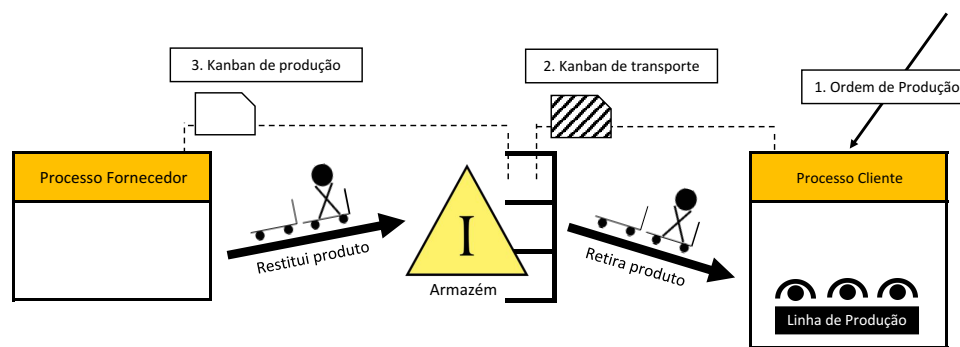 3. Kanban de produção
2. Kanban de transporte
1. Ordem de Produção
Processo Fornecedor
Processo Cliente
I
Restitui produto
Armazém
Retira produto
Linha de Produção